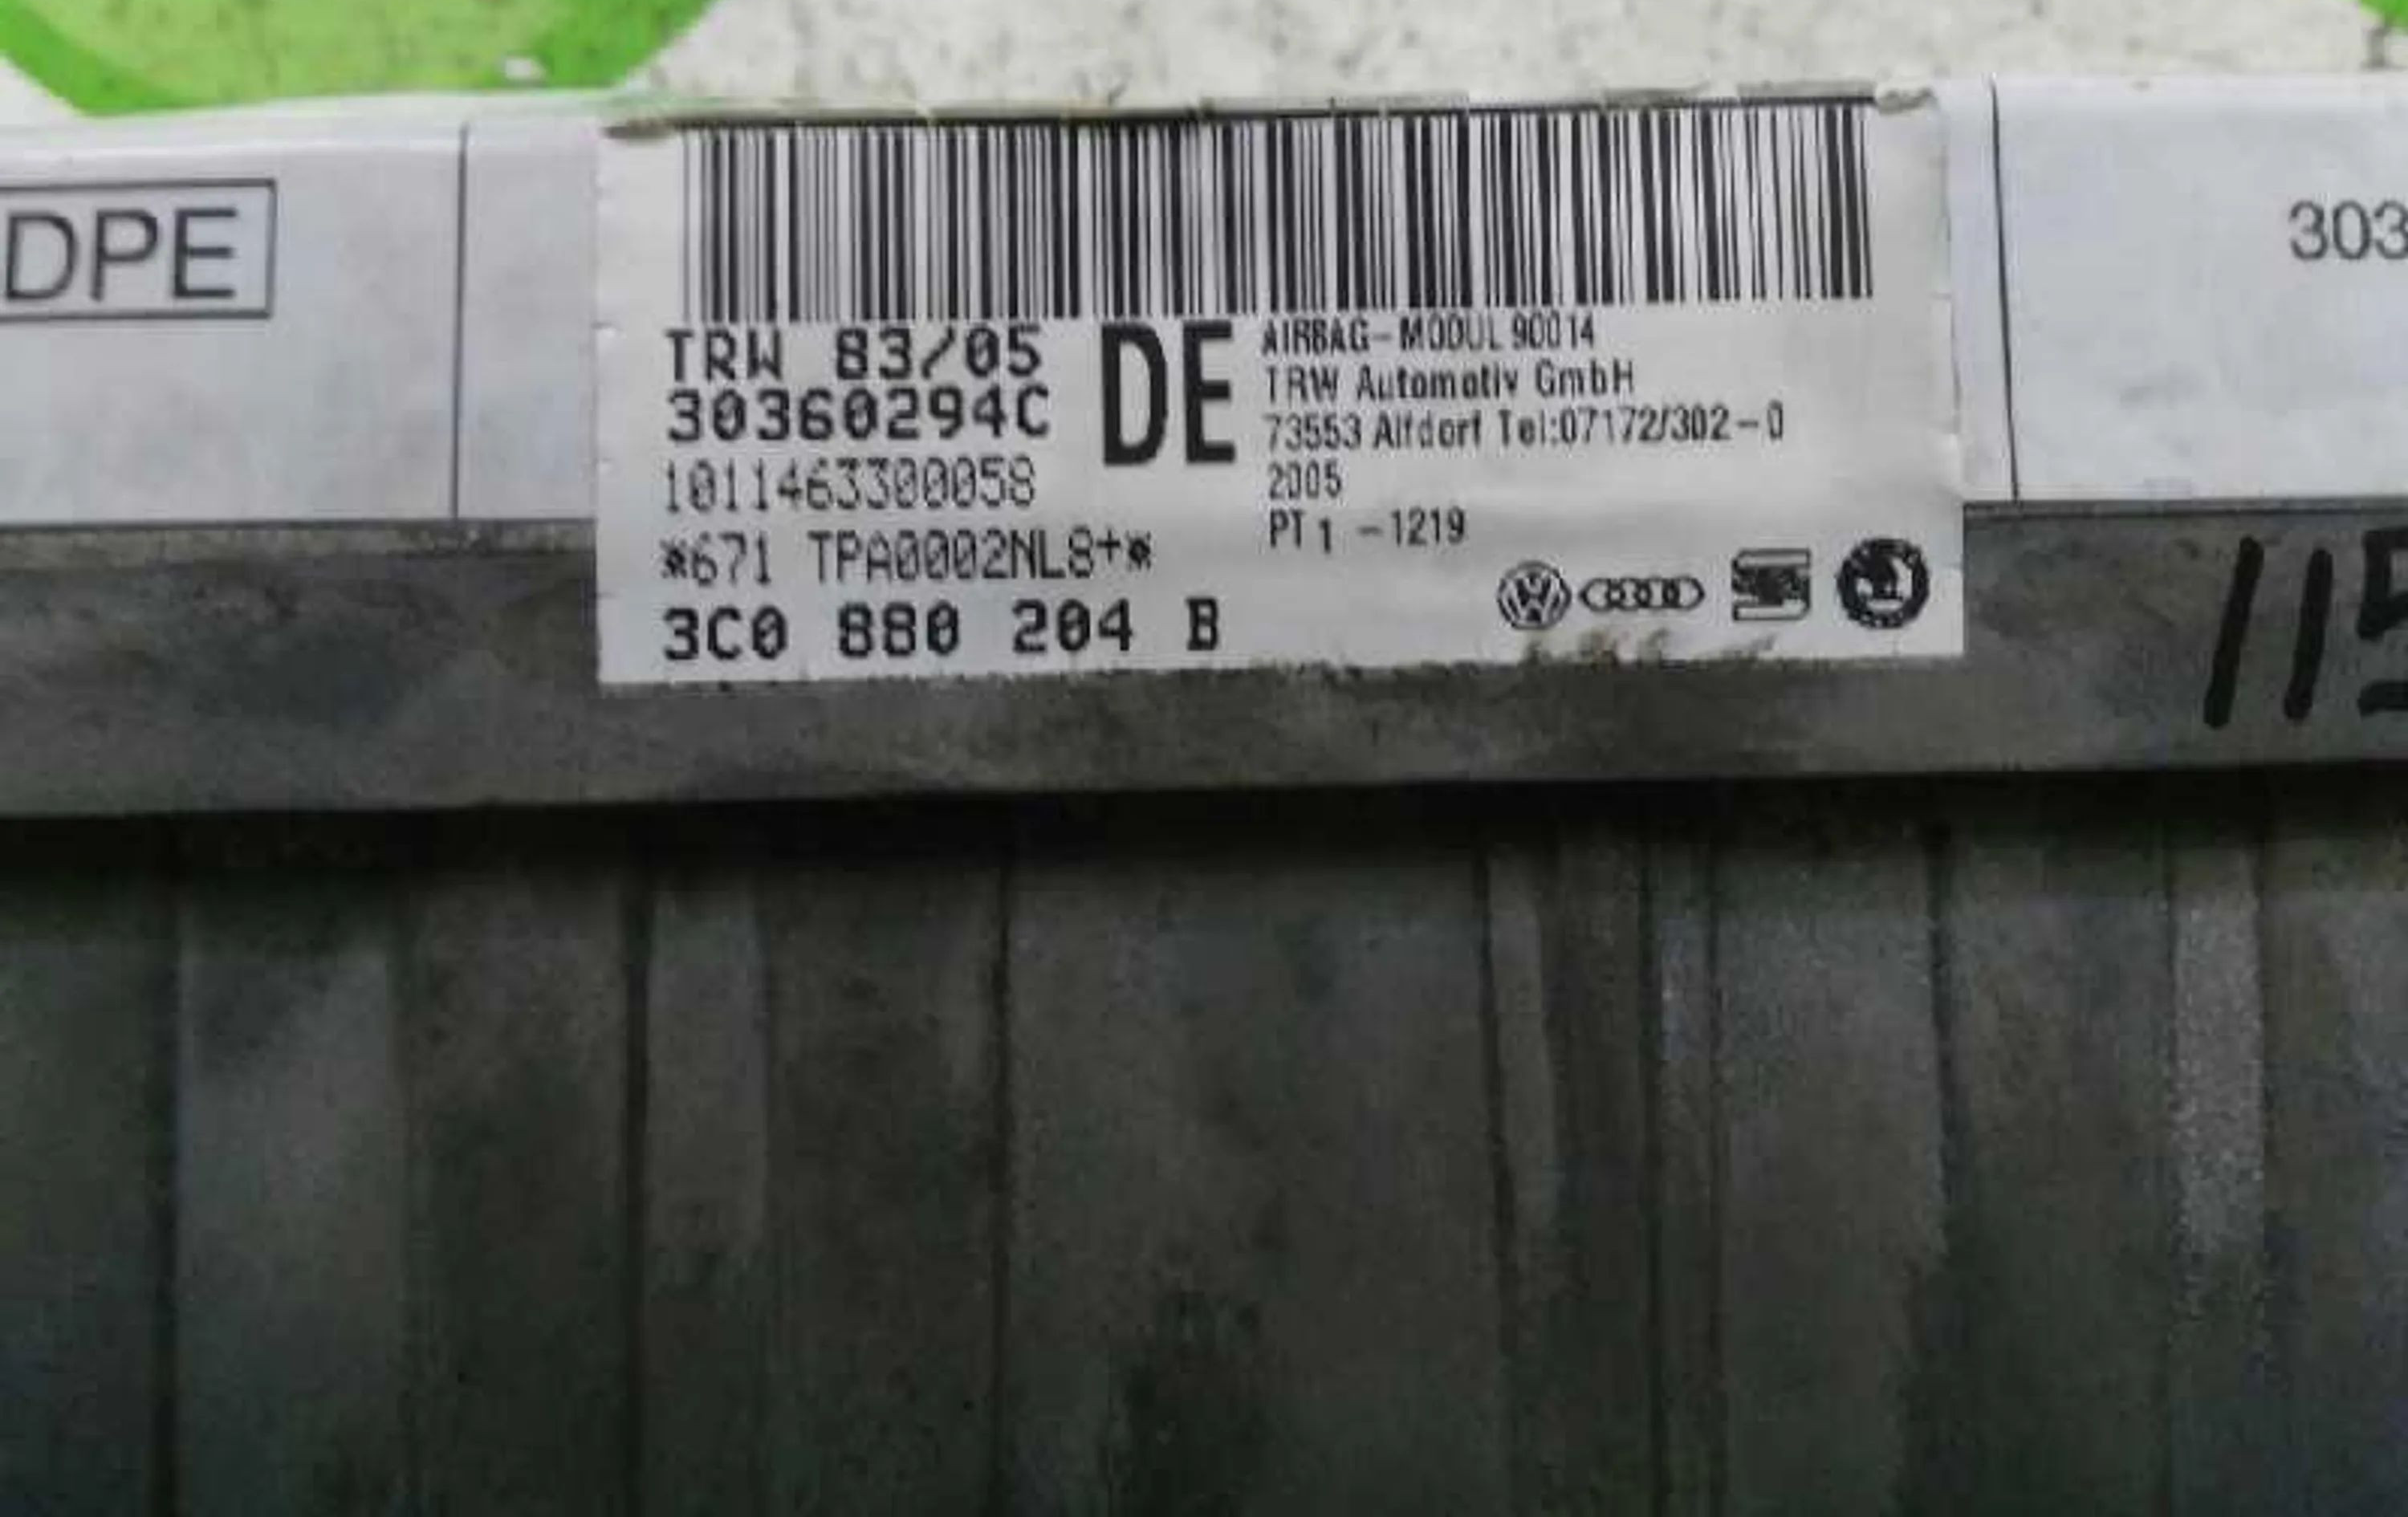 DPE
TRW 83/05
30360294C
1011463300058
*671 TPA0002NL8+*
3C0 880 204 B
DE
AIRBAG-MODUL 90014
TRW Automotiv GmbH
73553 Alfdorf Tel:07172/302-0
2005
PT1 -1219
303
115